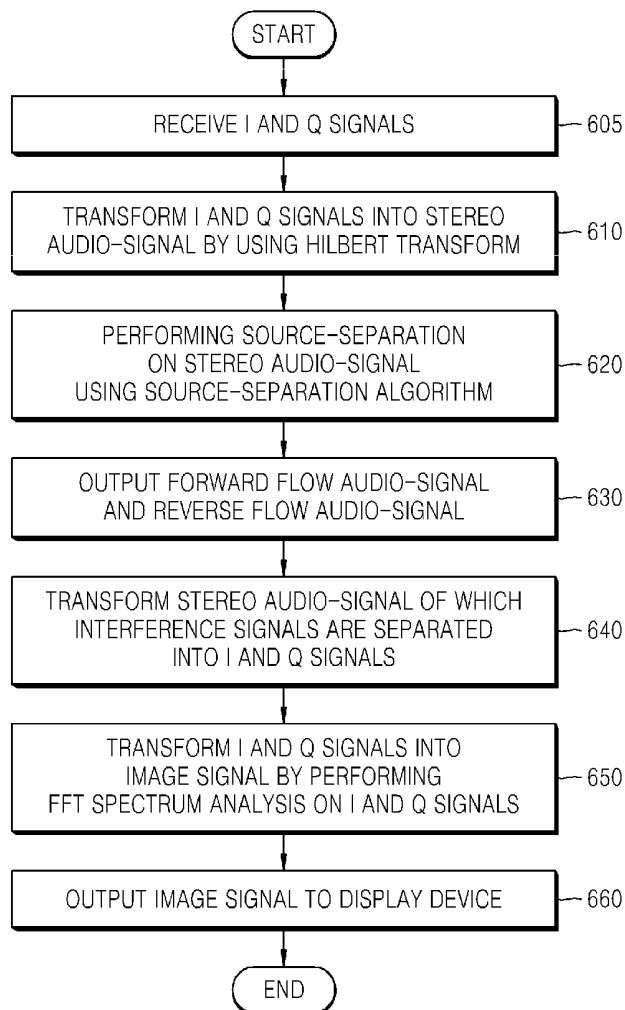 START
RECEIVE I AND Q SIGNALS
605
TRANSFORM I AND Q SIGNALS INTO STEREO
AUDIO-SIGNAL BY USING HILBERT TRANSFORM
610
PERFORMING SOURCE-SEPARATION
ON STEREO AUDIO-SIGNAL
USING SOURCE-SEPARATION ALGORITHM
620
OUTPUT FORWARD FLOW AUDIO-SIGNAL
AND REVERSE FLOW AUDIO-SIGNAL
630
TRANSFORM STEREO AUDIO-SIGNAL OF WHICH
INTERFERENCE SIGNALS ARE SEPARATED
INTO I AND Q SIGNALS
640
TRANSFORM I AND Q SIGNALS INTO
IMAGE SIGNAL BY PERFORMING
FFT SPECTRUM ANALYSIS ON I AND Q SIGNALS
650
OUTPUT IMAGE SIGNAL TO DISPLAY DEVICE
660
END